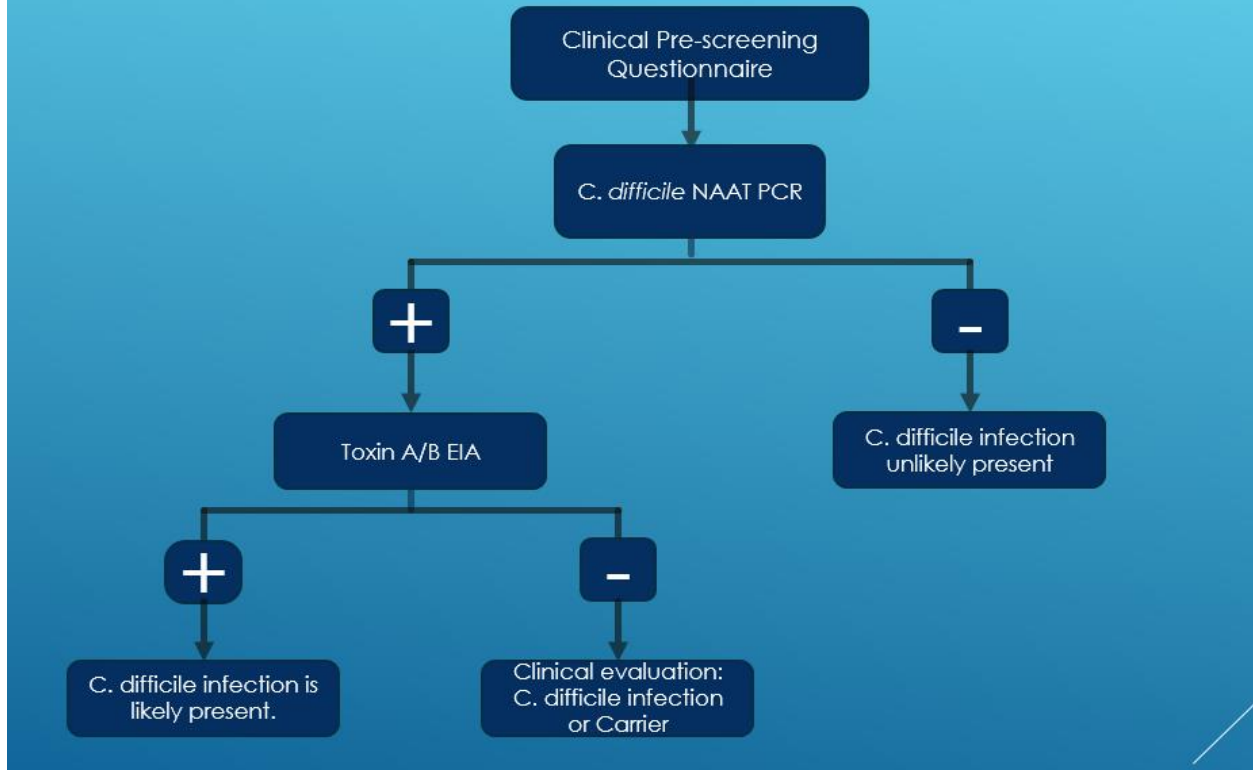 Clinical Pre-screening
Questionnaire
C. difficile NAAT PCR
+
-
Toxin A/B EIA
C. difficile infection
unlikely present
+
-
C. difficile infection is
likely present.
Clinical evaluation:
C. difficile infection
or Carrier